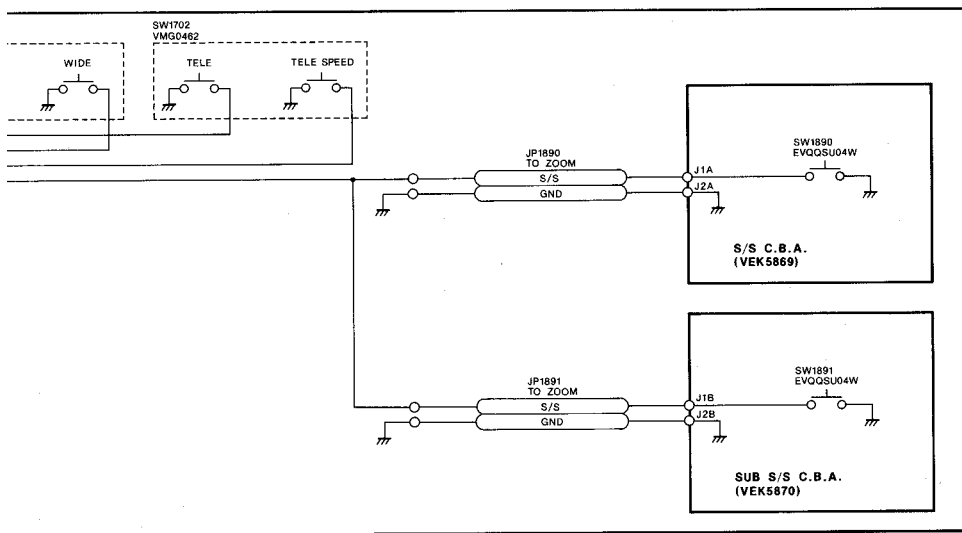 SW1702
VMG0462
WIDE
TELE
TELE SPEED
JP1890
TO ZOOM
S/S
GND
J1A
J2A
SW1890
EVQQSU04W
S/S C.B.A.
(VEK5869)
JP1891
TO ZOOM
S/S
GND
J1B
J2B
SW1891
EVQQSU04W
SUB S/S C.B.A.
(VEK5870)